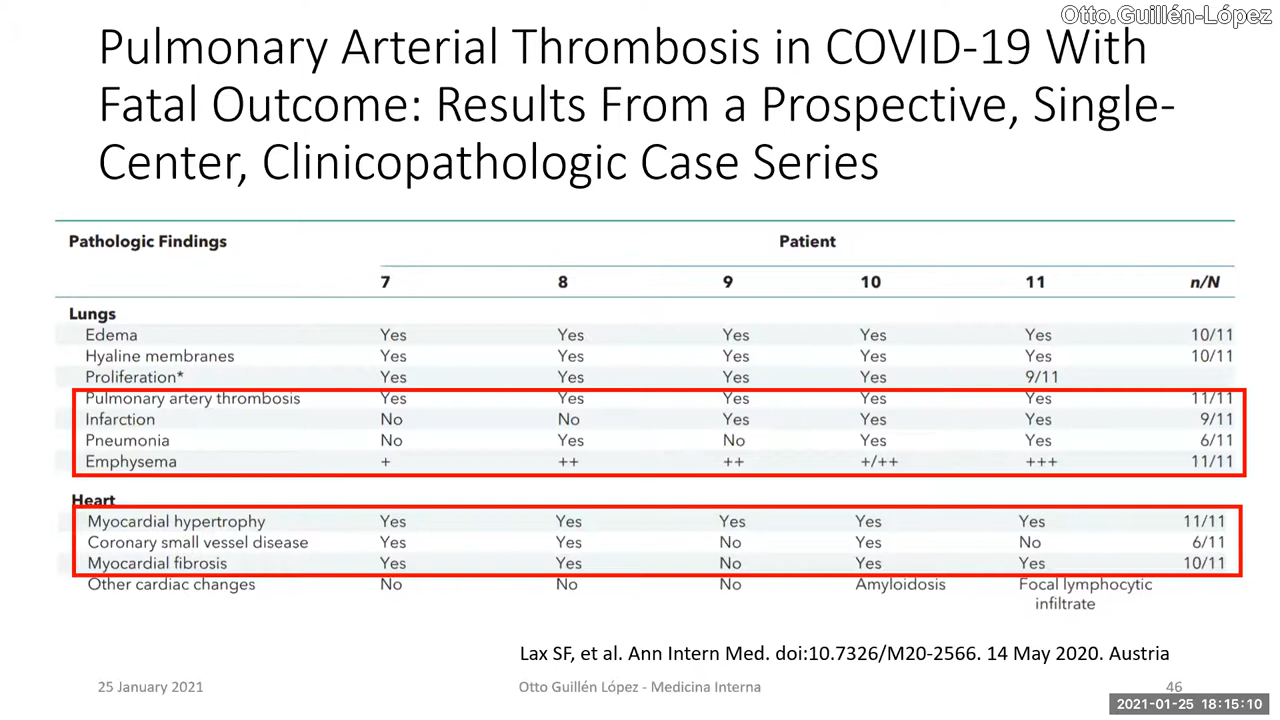 Otto.Guillén-López
Pulmonary Arterial Thrombosis in COVID-19 With
Fatal Outcome: Results From a Prospective, Single-
Center, Clinicopathologic Case Series
Pathologic Findings Patient
7 8 9 10 11 n/N
Lungs
Edema Yes Yes Yes Yes Yes 10/11
Hyaline membranes Yes Yes Yes Yes Yes 10/11
Proliferation* Yes Yes Yes Yes 9/11
Pulmonary artery thrombosis Yes Yes Yes Yes Yes 11/11
Infarction No No Yes Yes Yes 9/11
Pneumonia No Yes No Yes Yes 6/11
Emphysema + ++ ++ +/++ +++ 11/11
Heart
Myocardial hypertrophy Yes Yes Yes Yes Yes 11/11
Coronary small vessel disease Yes Yes No Yes No 6/11
Myocardial fibrosis Yes Yes No Yes Yes 10/11
Other cardiac changes No No No Amyloidosis Focal lymphocytic
infiltrate
Lax SF, et al. Ann Intern Med. doi:10.7326/M20-2566. 14 May 2020. Austria
25 January 2021 Otto Guillén López - Medicina Interna 46
2021-01-25 18:15:10